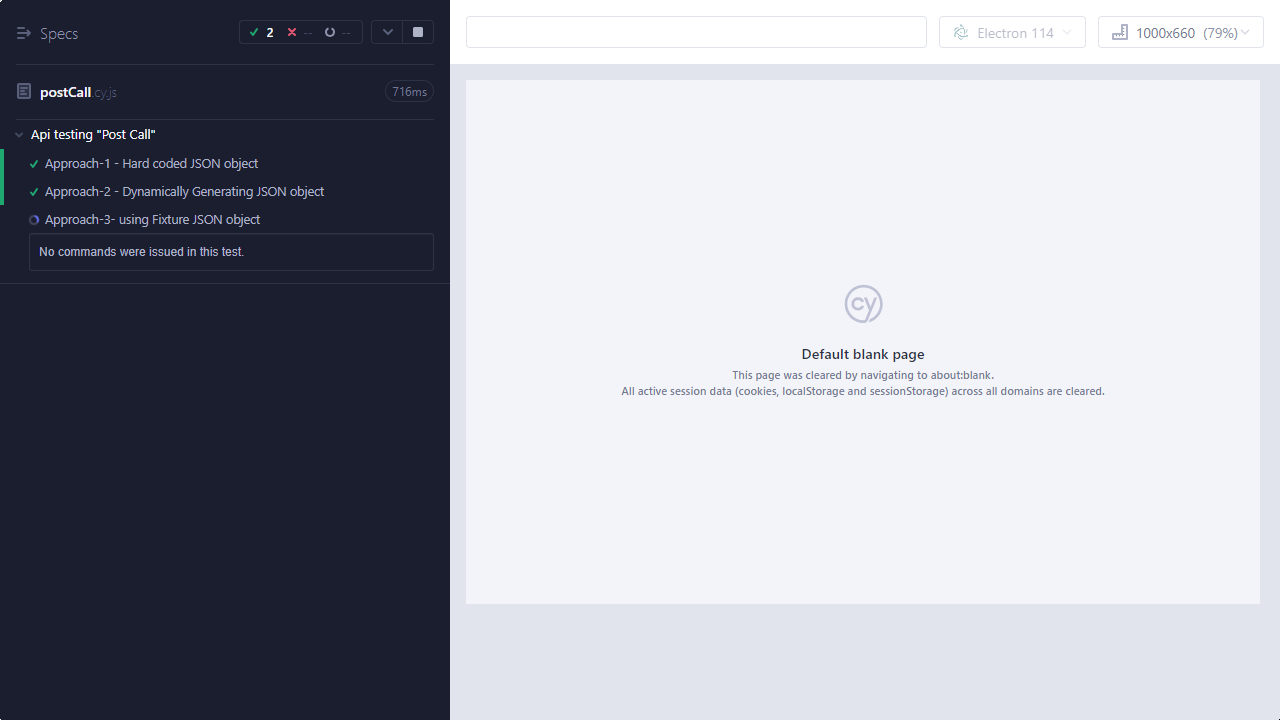 Specs
2
--
--
postCall.cy.js
716ms
Api testing "Post Call"
Approach-1 - Hard coded JSON object
Approach-2 - Dynamically Generating JSON object
Approach-3- using Fixture JSON object
No commands were issued in this test.
Electron 114
1000x660 (79%)
cy
Default blank page
This page was cleared by navigating to about:blank.
All active session data (cookies, localStorage and sessionStorage) across all domains are cleared.